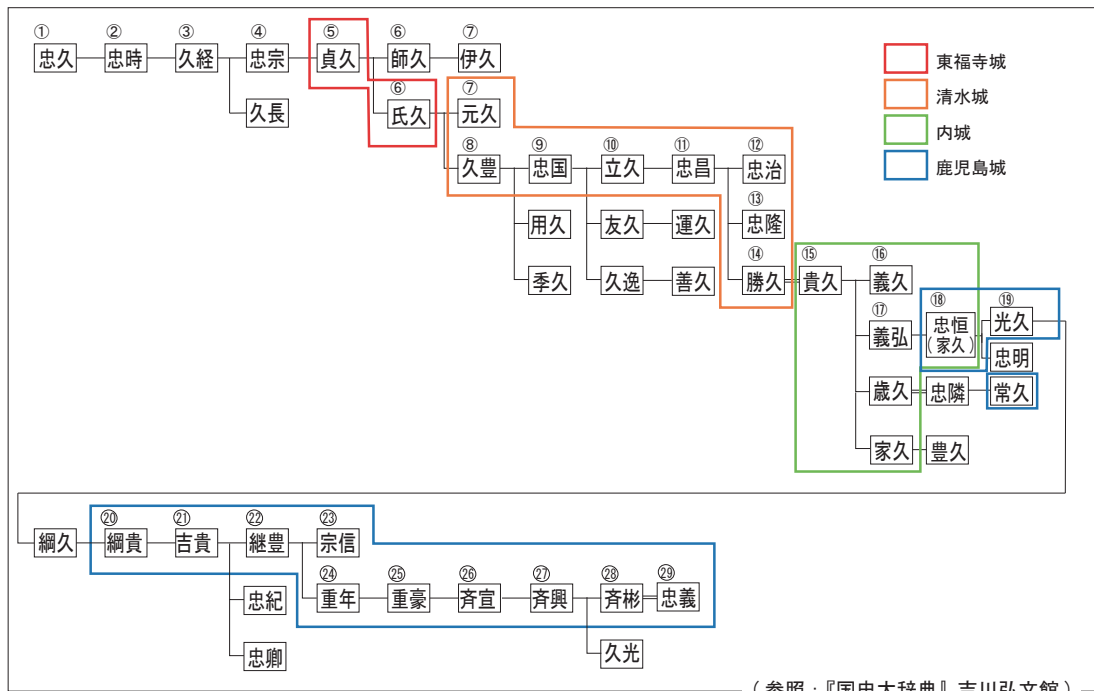 ① ② ③ ④ ⑤ ⑥ ⑦
忠久 忠時 久経 忠宗 貞久 師久 伊久
東福寺城
清水城
内城
鹿児島城
⑥ ⑦
久長 氏久 元久
⑧ ⑨ ⑩ ⑪ ⑫
久豊 忠国 立久 忠昌 忠治
⑬
用久 友久 運久 忠隆
⑭ ⑮ ⑯
季久 久逸 善久 勝久 貴久 義久
⑰ ⑱ ⑲
義弘 忠恒 光久
(家久)
忠明
歳久 忠隣 常久
家久 豊久
⑳ ㉑ ㉒ ㉓
綱久 綱貴 吉貴 継豊 宗信
㉔ ㉕ ㉖ ㉗ ㉘ ㉙
忠紀 重年 重豪 斉宣 斉興 斉彬 忠義
忠卿 久光
(参照:『国史大辞典』吉川弘文館)